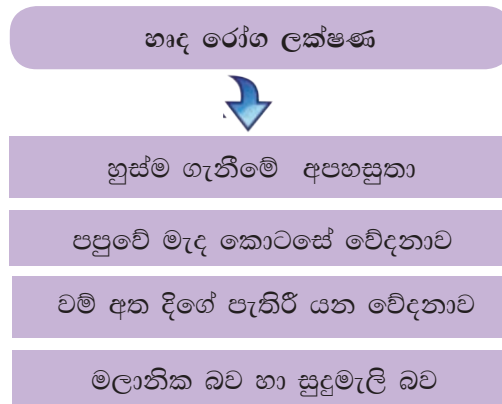 හෘද රෝග ලක්ෂණ
හුස්ම ගැනීමේ අපහසුතා
පපුවේ මැද කොටසේ වේදනාව
වම් අත දිගේ පැතිරී යන වේදනාව
මලානික බව හා සුදුමැලි බව